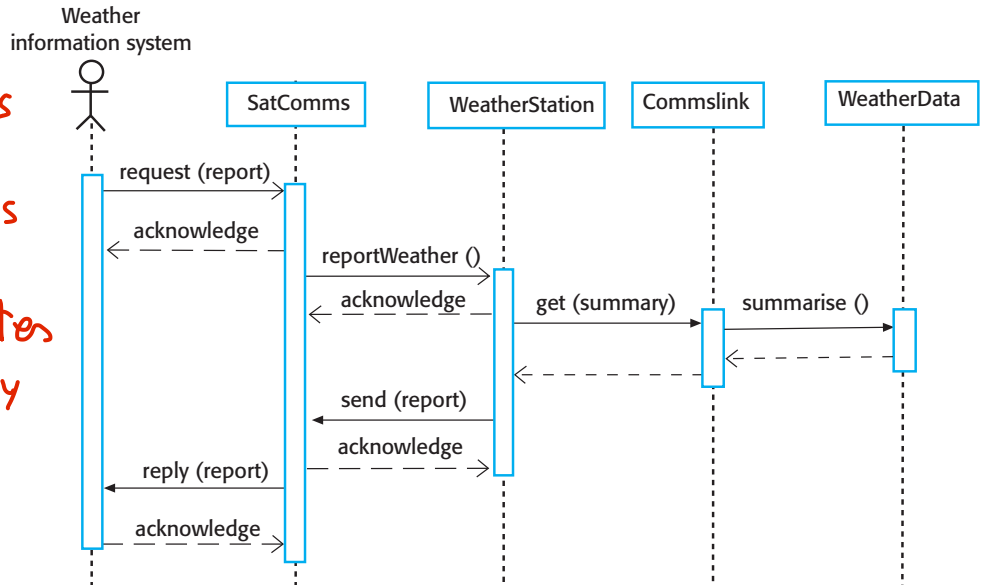 Weather
information system
SatComms
WeatherStation
Commslink
WeatherData
s
request (report)
s
acknowledge
reportWeather ()
acknowledge
get (summary)
summarise ()
tes
y
send (report)
acknowledge
reply (report)
acknowledge